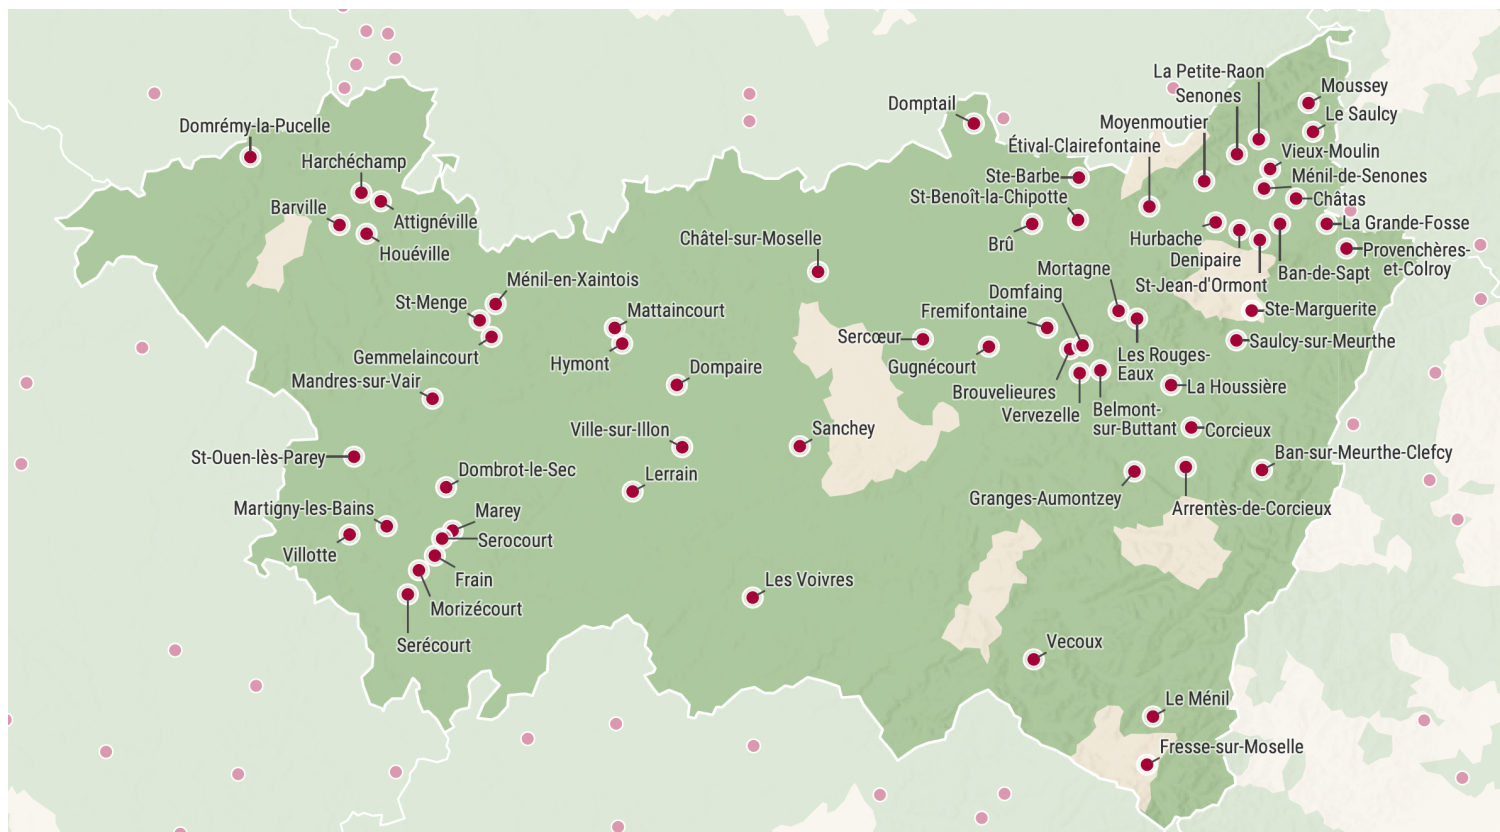 La Petite-Raon
Moussey
Senones
Domptail
Le Saulcy
Moyenmoutier
Domrémy-la-Pucelle
Étival-Clairefontaine
Vieux-Moulin
Harchéchamp
Ste-Barbe
Ménil-de-Senones
St-Benoît-la-Chipotte
Châtas
Barville
Attignéville
La Grande-Fosse
Châtel-sur-Moselle
Brû
Hurbache
Houéville
Denipaire
Provenchères-
et-Colroy
Mortagne
Ban-de-Sapt
Ménil-en-Xaintois
St-Jean-d'Ormont
Domfaing
St-Menge
Mattaincourt
Fremifontaine
Ste-Marguerite
Sercœur
Saulcy-sur-Meurthe
Gemmelaincourt
Les Rouges-
Eaux
Hymont
Dompaire
Gugnécourt
Mandres-sur-Vair
La Houssière
Brouvelieures
Belmont-
sur-Buttant
Vervezelle
Ville-sur-Illon
Sanchey
Corcieux
St-Ouen-lès-Parey
Ban-sur-Meurthe-Clefcy
Dombrot-le-Sec
Lerrain
Granges-Aumontzey
Martigny-les-Bains
Marey
Arrentès-de-Corcieux
Serocourt
Villotte
Frain
Les Voivres
Morizécourt
Serécourt
Vecoux
Le Ménil
Fresse-sur-Moselle